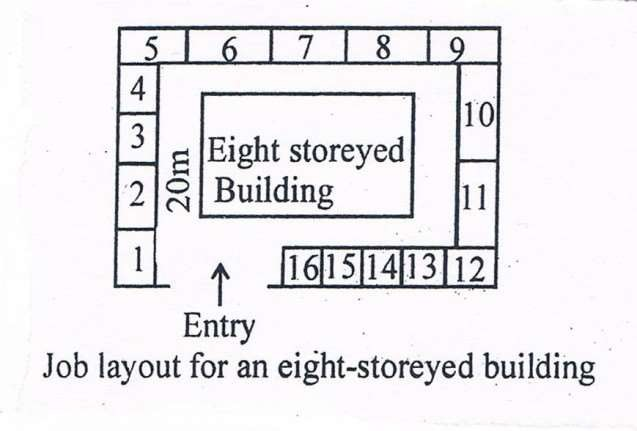 5 6 7 8 9
4
3
2
1
20m
Eight storeyed
Building
10
11
16 15 14 13 12
Entry
Job layout for an eight-storeyed building